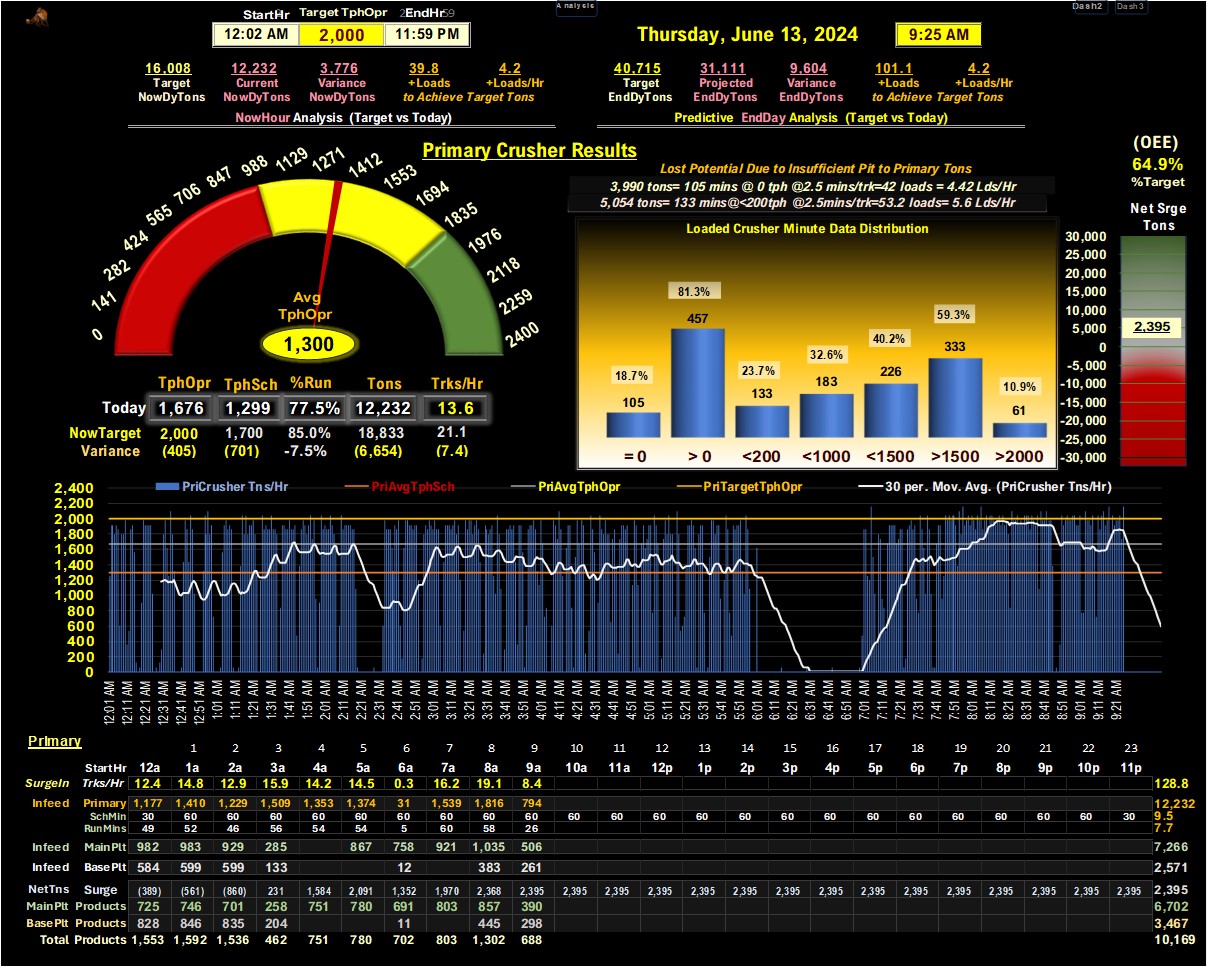 StartHr Target TphOpr EndHr
12:02 AM 2,000 11:59 PM
Analysis
Thursday, June 13, 2024 9:25 AM
Dash2 Dash3
16,008 12,232 3,776 39.8 4.2
Target Current Variance +Loads +Loads/Hr
NowDyTons NowDyTons NowDyTons to Achieve Target Tons
NowHour Analysis (Target vs Today)
40,715 31,111 9,604 101.1 4.2
Target Projected Variance +Loads +Loads/Hr
EndDyTons EndDyTons EndDyTons to Achieve Target Tons
Predictive EndDay Analysis (Target vs Today)
Primary Crusher Results
0 141 282 424 565 706 847 988 1129 1271 1412 1553 1694 1835 1976 2118 2259 2400
Avg
TphOpr
1,300
TphOpr TphSch %Run Tons Trks/Hr
Today 1,676 1,299 77.5% 12,232 13.6
NowTarget 2,000 1,700 85.0% 18,833 21.1
Variance (405) (701) -7.5% (6,654) (7.4)
Lost Potential Due to Insufficient Pit to Primary Tons
3,990 tons= 105 mins @ 0 tph @2.5 mins/trk=42 loads = 4.42 Lds/Hr
5,054 tons= 133 mins@<200tph @2.5mins/trk=53.2 loads= 5.6 Lds/Hr
Loaded Crusher Minute Data Distribution
18.7% 81.3% 23.7% 32.6% 40.2% 59.3% 10.9%
105 457 133 183 226 333 61
= 0 > 0 <200 <1000 <1500 >1500 >2000
(OEE)
64.9%
%Target
Net Srge
Tons
30,000
25,000
20,000
15,000
10,000
5,000
0
-5,000
-10,000
-15,000
-20,000
-25,000
-30,000
2,395
PriCrusher Tns/Hr PriAvgTphSch PriAvgTphOpr PriTargetTphOpr 30 per. Mov. Avg. (PriCrusher Tns/Hr)
2,400
2,200
2,000
1,800
1,600
1,400
1,200
1,000
800
600
400
200
0
12:01 AM 12:11 AM 12:21 AM 12:31 AM 12:41 AM 12:51 AM 1:01 AM 1:11 AM 1:21 AM 1:31 AM 1:41 AM 1:51 AM 2:01 AM 2:11 AM 2:21 AM 2:31 AM 2:41 AM 2:51 AM 3:01 AM 3:11 AM 3:21 AM 3:31 AM 3:41 AM 3:51 AM 4:01 AM 4:11 AM 4:21 AM 4:31 AM 4:41 AM 4:51 AM 5:01 AM 5:11 AM 5:21 AM 5:31 AM 5:41 AM 5:51 AM 6:01 AM 6:11 AM 6:21 AM 6:31 AM 6:41 AM 6:51 AM 7:01 AM 7:11 AM 7:21 AM 7:31 AM 7:41 AM 7:51 AM 8:01 AM 8:11 AM 8:21 AM 8:31 AM 8:41 AM 8:51 AM 9:01 AM 9:11 AM 9:21 AM
Primary
1 2 3 4 5 6 7 8 9 10 11 12 13 14 15 16 17 18 19 20 21 22 23
StartHr 12a 1a 2a 3a 4a 5a 6a 7a 8a 9a 10a 11a 12p 1p 2p 3p 4p 5p 6p 7p 8p 9p 10p 11p
SurgeIn Trks/Hr 12.4 14.8 12.9 15.9 14.2 14.5 0.3 16.2 19.1 8.4 128.8
Infeed Primary 1,177 1,410 1,229 1,509 1,353 1,374 31 1,539 1,816 794 12,232
SchMin 30 60 60 60 60 60 60 60 60 60 60 60 60 60 60 60 60 60 60 60 60 60 60 30 9.5
RunMins 49 52 46 56 54 54 5 60 58 26 7.7
Infeed MainPlt 982 983 929 285 867 758 921 1,035 506 7,266
Infeed BasePlt 584 599 599 133 12 383 261 2,571
NetTns Surge (389) (561) (860) 231 1,584 2,091 1,352 1,970 2,368 2,395 2,395 2,395 2,395 2,395 2,395 2,395 2,395 2,395 2,395 2,395 2,395 2,395 2,395 2,395 2,395
MainPlt Products 725 746 701 258 751 780 691 803 857 390 6,702
BasePlt Products 828 846 835 204 11 445 298 3,467
Total Products 1,553 1,592 1,536 462 751 780 702 803 1,302 688 10,169